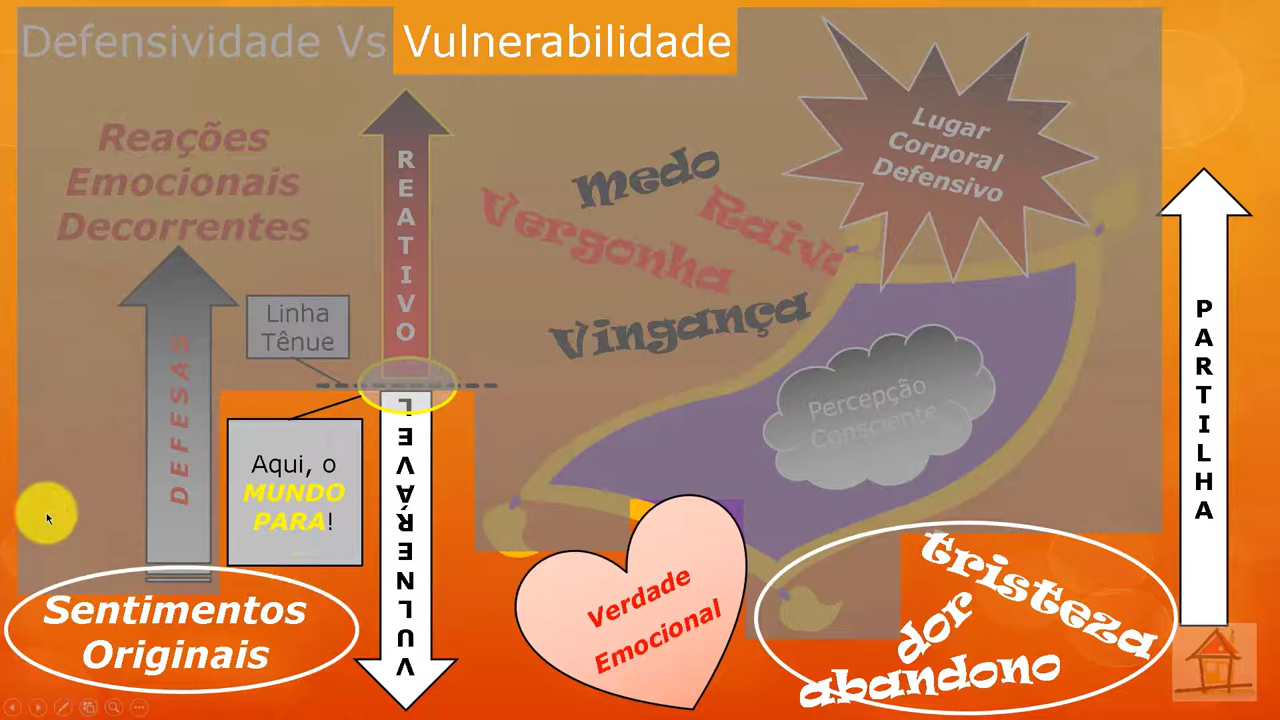 Defensividade Vs Vulnerabilidade
Reações
Emocionais
Decorrentes
DEFESAS
Linha
Tênue
REATIVO
Aqui, o
MUNDO
PARA!
VULNERÁVEL
Sentimentos
Originais
Medo
Raiva
Vergonha
Vingança
Lugar
Corporal
Defensivo
Percepção
Consciente
Verdade
Emocional
tristeza
dor
abandono
PARTILHA